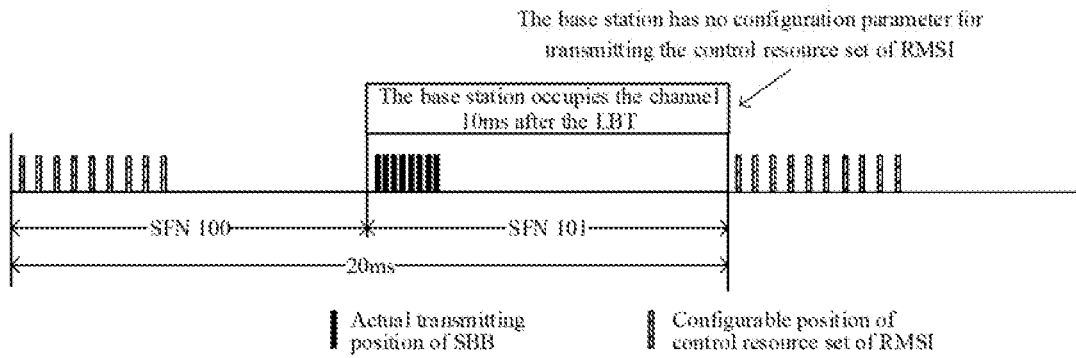 The base station has no configuration parameter for
transmitting the control resource set of RMSI
The base station occupies the channel
10ms after the LBT
SFN 100
SFN 101
20ms
Actual transmitting
position of SBB
Configurable position of
control resource set of RMSI